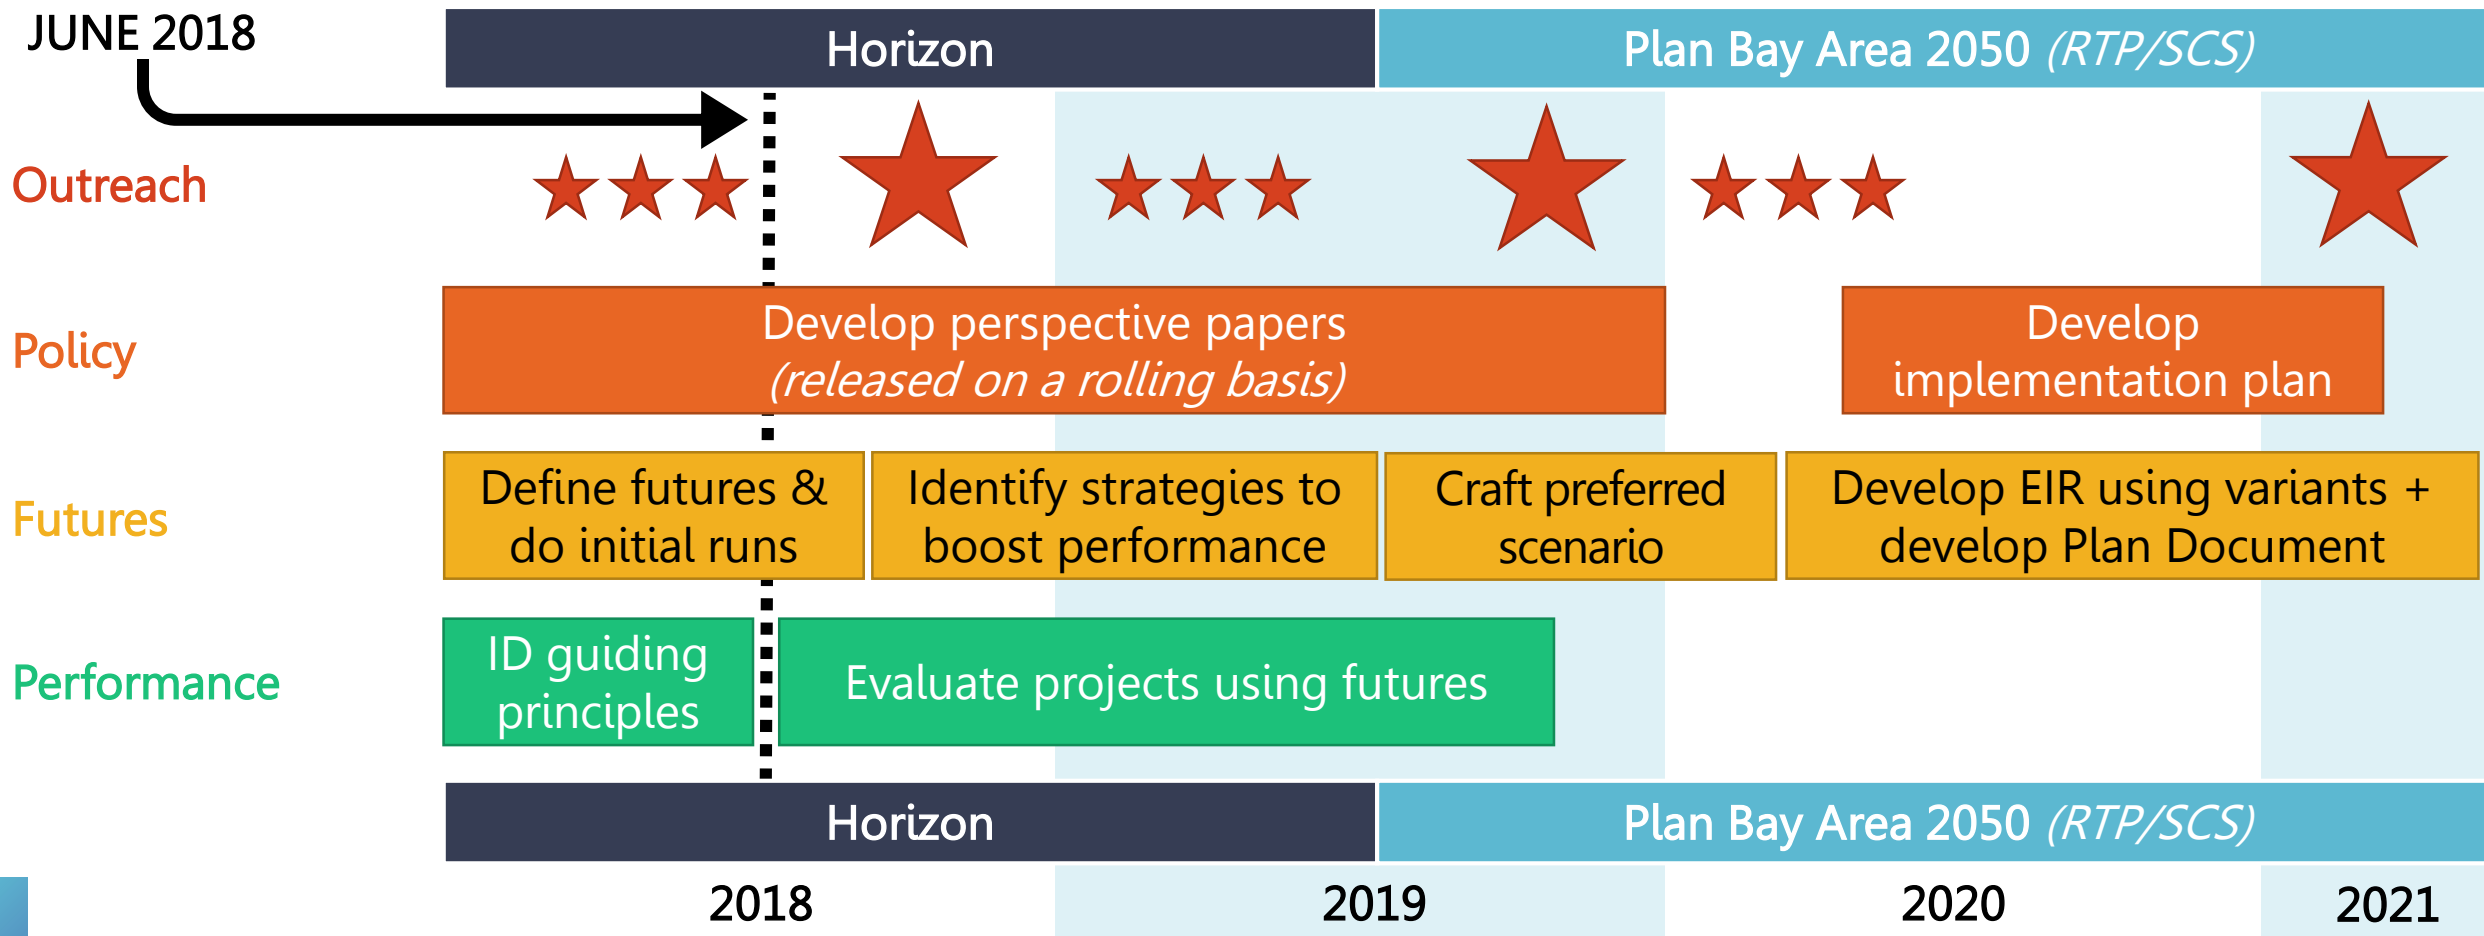 JUNE 2018
Horizon
Plan Bay Area 2050 (RTP/SCS)
Outreach
Policy
Develop perspective papers
(released on a rolling basis)
Develop
implementation plan
Futures
Define futures &
do initial runs
Identify strategies to
boost performance
Craft preferred
scenario
Develop EIR using variants +
develop Plan Document
Performance
ID guiding
principles
Evaluate projects using futures
Horizon
Plan Bay Area 2050 (RTP/SCS)
2018
2019
2020
2021